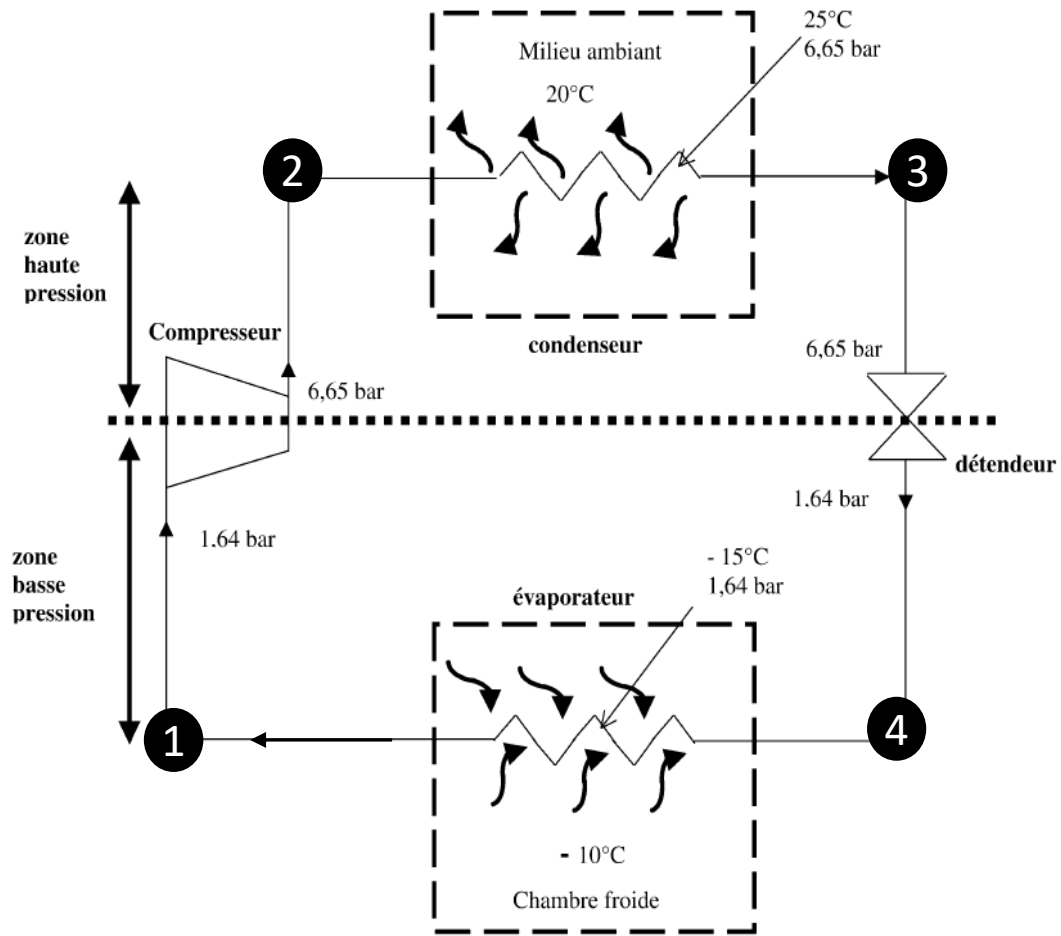 25°C
6,65 bar
Milieu ambiant
20°C
2
3
zone
haute
pression
Compresseur
condenseur
6,65 bar
6,65 bar
détendeur
1.64 bar
1.64 bar
zone
basse
pression
- 15°C
1,64 bar
évaporateur
1
4
- 10°C
Chambre froide